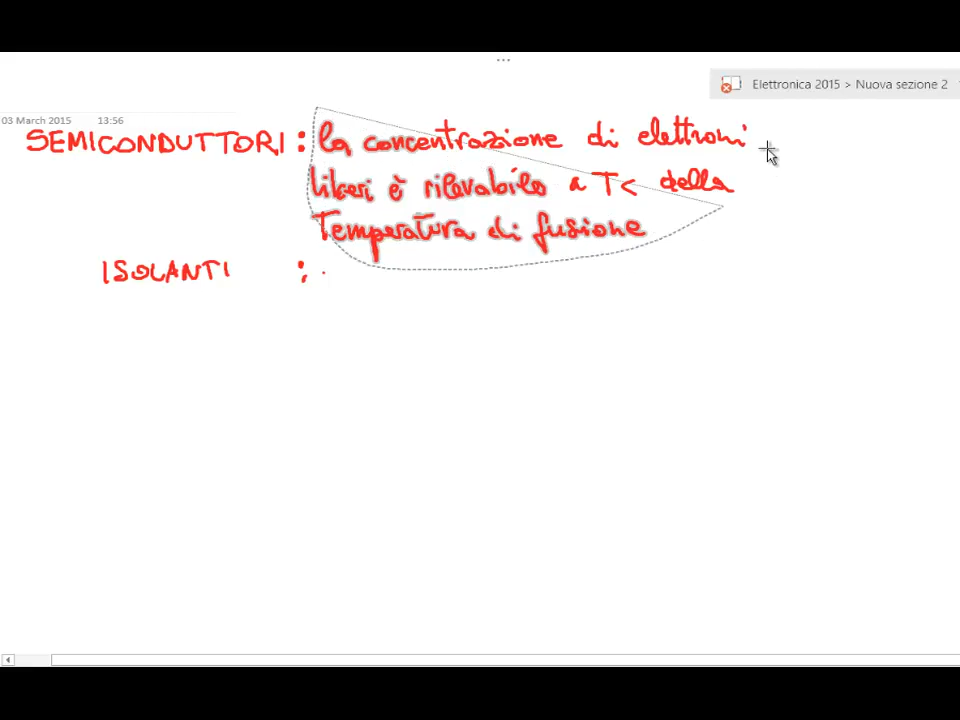 Elettronica 2015 > Nuova sezione 2
03 March 2015 13:56
SEMICONDUTTORI : la concentrazione di elettroni
liberi è rilevabile a T< della
Temperatura di fusione
ISOLANTI :